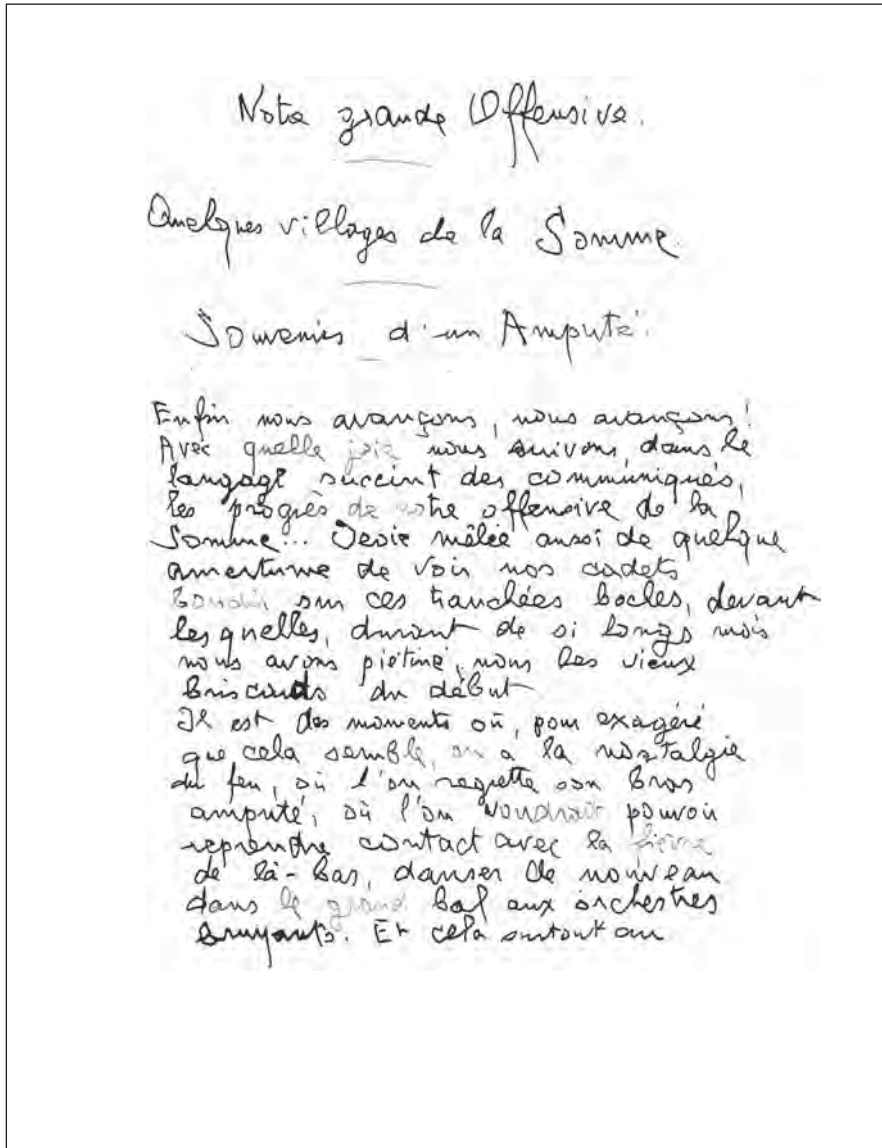 Notre grande Offensive.
Quelques villages de la Somme.
Souvenirs d'un Amputé.
Enfin nous avançons, nous avançons!
Avec quelle joie nous suivons, dans le
langage succint des communiqués,
les progrès de notre offensive de la
Somme... Joie mêlée aussi de quelque
amertume de voir nos cadets
bondir sur ces tranchées boches, devant
lesquelles, durant de si longs mois
nous avons piétiné, nous les vieux
briscards du début
Il est des moments où, pour exagéré
que cela semble, on a la nostalgie
du feu, où l'on regrette son bras
amputé, où l'on voudrait pouvoir
reprendre contact avec la fièvre
de là-bas, danser de nouveau
dans le grand bal aux orchestres
bruyants. Et cela surtout au